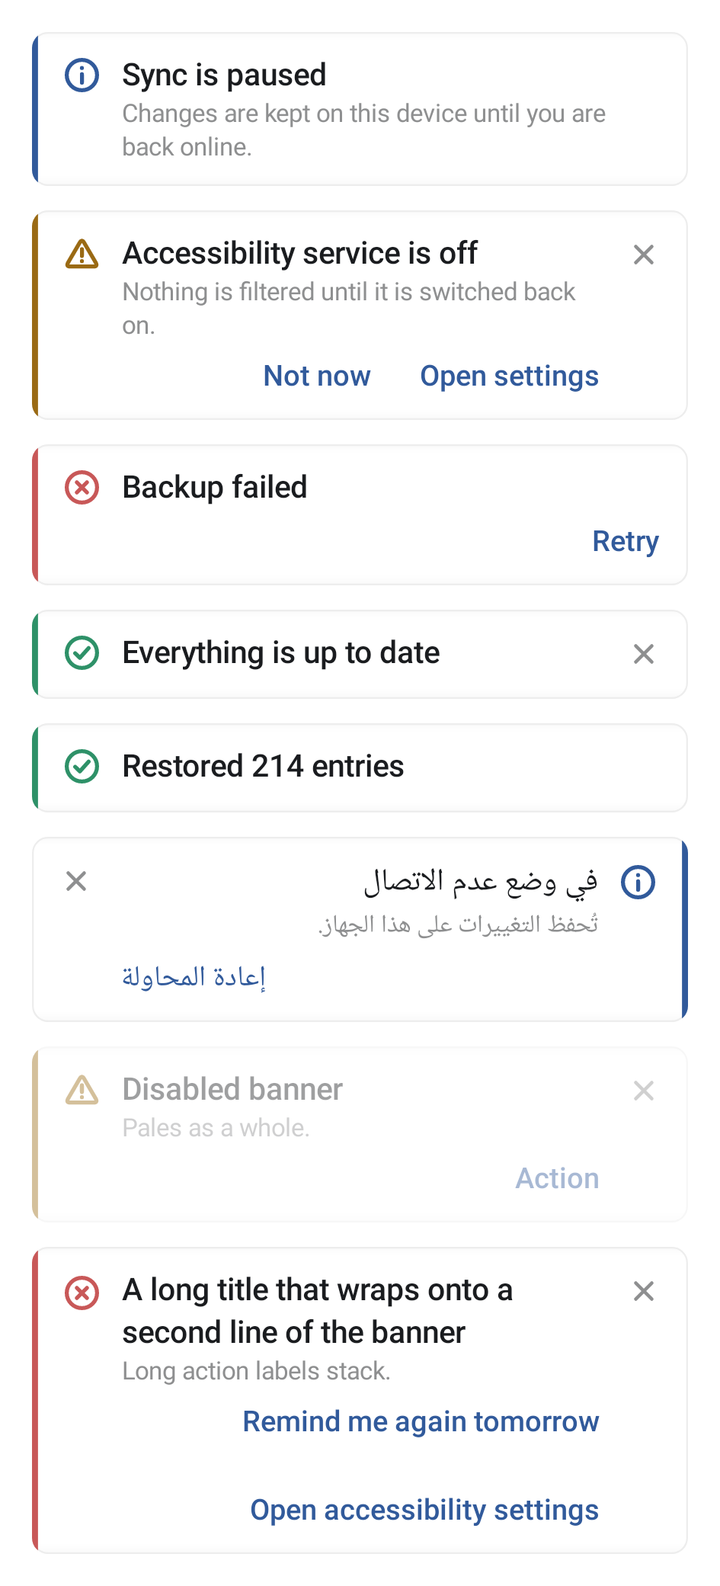 Sync is paused
Changes are kept on this device until you are
back online.
Accessibility service is off
Nothing is filtered until it is switched back
on.
Not now Open settings
Backup failed
Retry
Everything is up to date
Restored 214 entries
في وضع عدم الاتصال
تُحفظ التغييرات على هذا الجهاز.
إعادة المحاولة
Disabled banner
Pales as a whole.
Action
A long title that wraps onto a
second line of the banner
Long action labels stack.
Remind me again tomorrow
Open accessibility settings